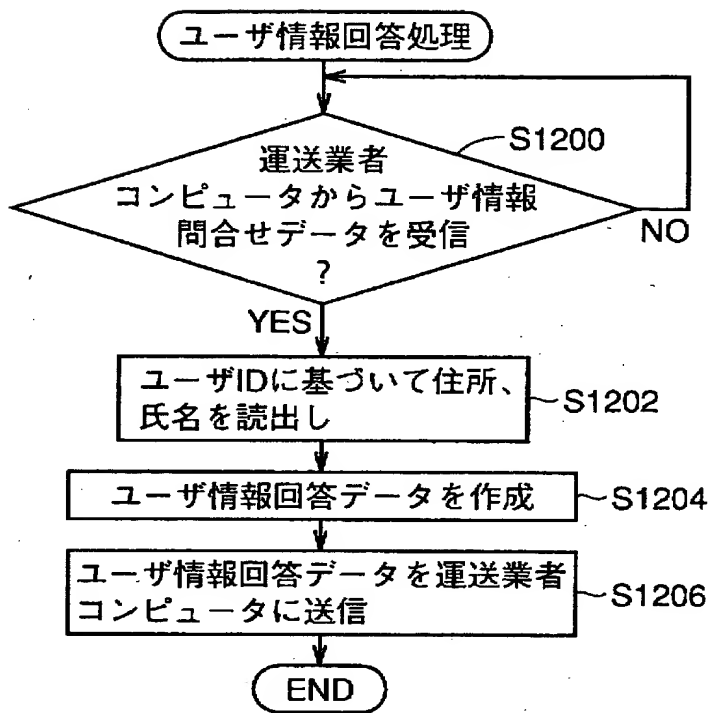 ユーザ情報回答処理
運送業者
コンピュータからユーザ情報
問合せデータを受信
?
S1200
NO
YES
ユーザIDに基づいて住所、
氏名を読出し
S1202
ユーザ情報回答データを作成
S1204
ユーザ情報回答データを運送業者
コンピュータに送信
S1206
END